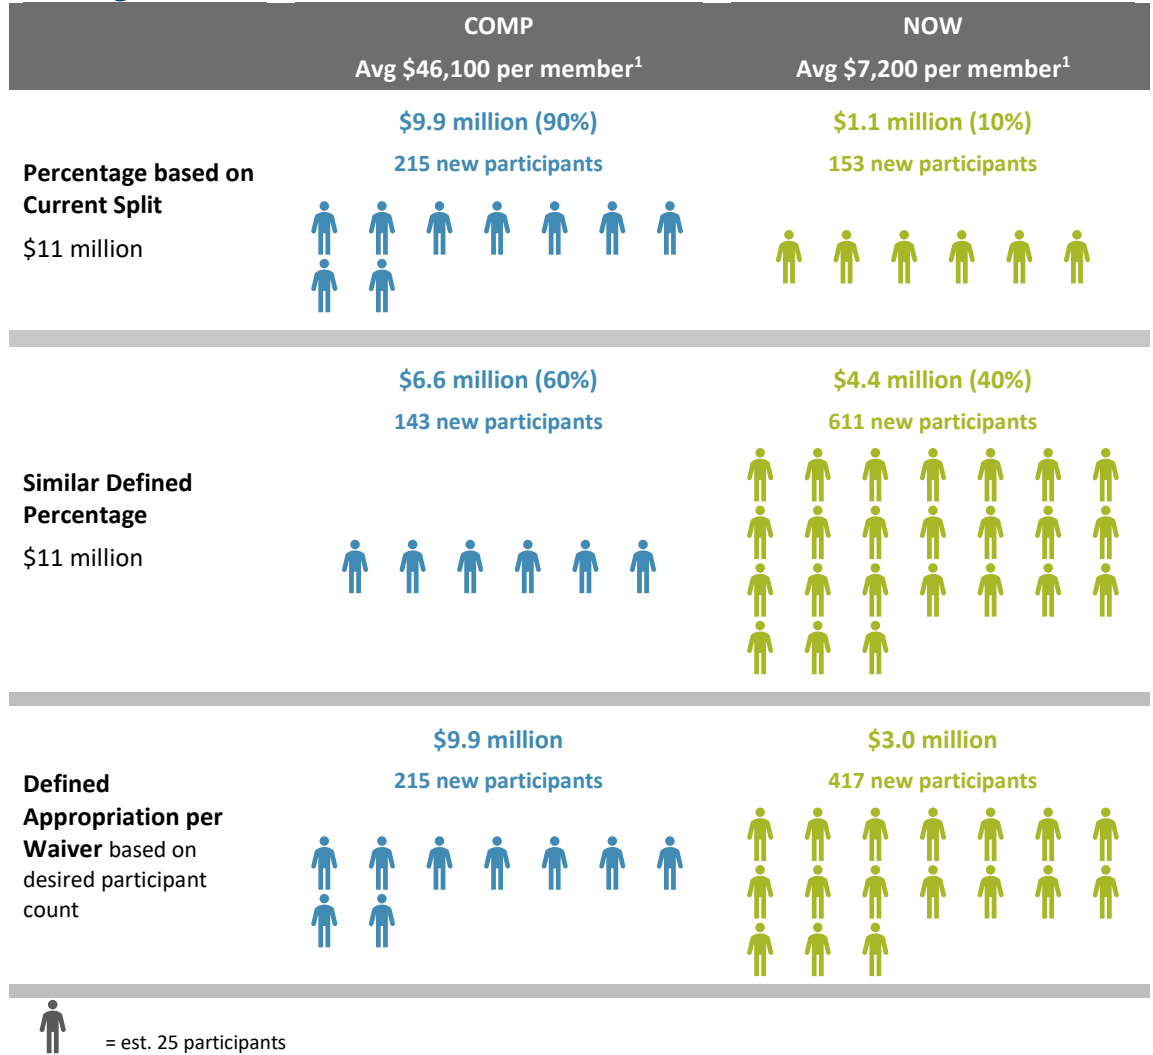 COMP
Avg $46,100 per member1
NOW
Avg $7,200 per member1
Percentage based on
Current Split
$11 million
$9.9 million (90%)
215 new participants
$1.1 million (10%)
153 new participants
Similar Defined
Percentage
$11 million
$6.6 million (60%)
143 new participants
$4.4 million (40%)
611 new participants
Defined
Appropriation per
Waiver based on
desired participant
count
$9.9 million
215 new participants
$3.0 million
417 new participants
= est. 25 participants